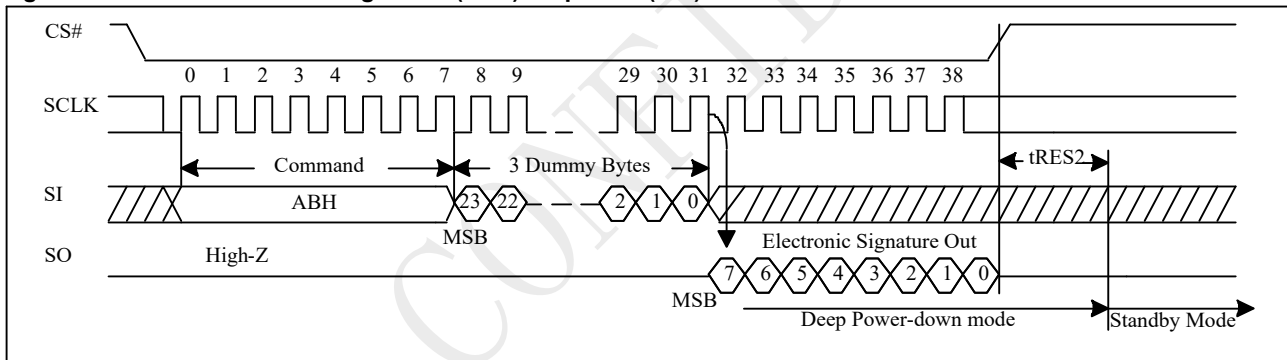 CS#
0 1 2 3 4 5 6 7 8 9 29 30 31 32 33 34 35 36 37 38
SCLK
Command 3 Dummy Bytes tRES2
SI ABH 23 22 2 1 0
MSB
SO High-Z Electronic Signature Out
7 6 5 4 3 2 1 0
MSB
Deep Power-down mode Standby Mode